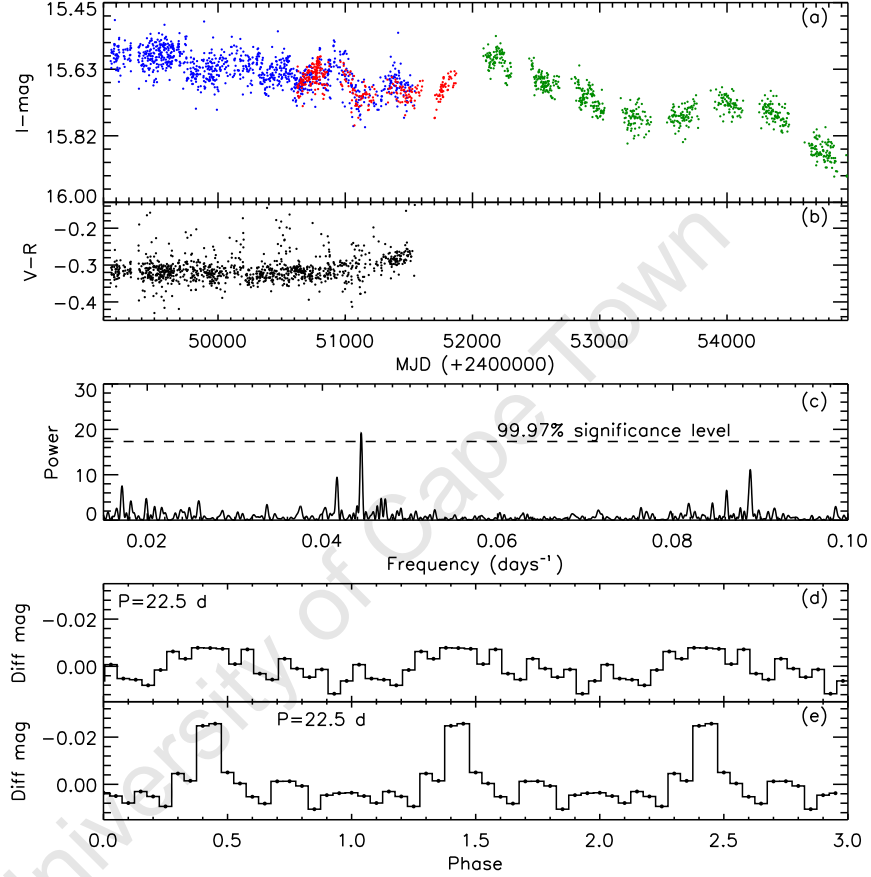 15.45
15.63
15.82
16.00
I-mag
(a)
-0.2
-0.3
-0.4
V-R
(b)
50000 51000 52000 53000 54000
MJD (+2400000)
30
20
10
0
Power
(c)
99.97% significance level
0.02 0.04 0.06 0.08 0.10
Frequency (days⁻¹)
P=22.5 d
(d)
-0.02
0.00
Diff mag
P=22.5 d
(e)
-0.02
0.00
Diff mag
0.0 0.5 1.0 1.5 2.0 2.5 3.0
Phase
University of Cape Town